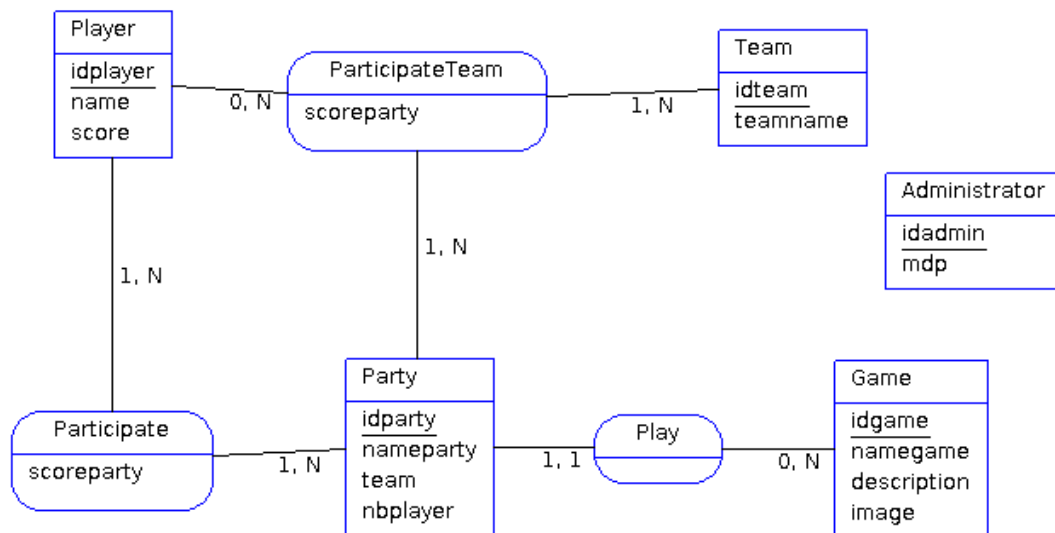 Player
idplayer
name
score
0, N
ParticipateTeam
scoreparty
1, N
Team
idteam
teamname
Administrator
idadmin
mdp
1, N
1, N
Participate
scoreparty
1, N
Party
idparty
nameparty
team
nbplayer
1, 1
Play
0, N
Game
idgame
namegame
description
image